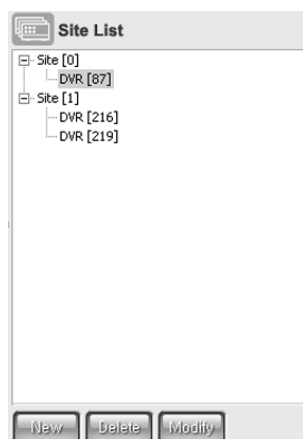 Site List
Site [0]
DVR [87]
Site [1]
DVR [216]
DVR [219]
New Delete Modify